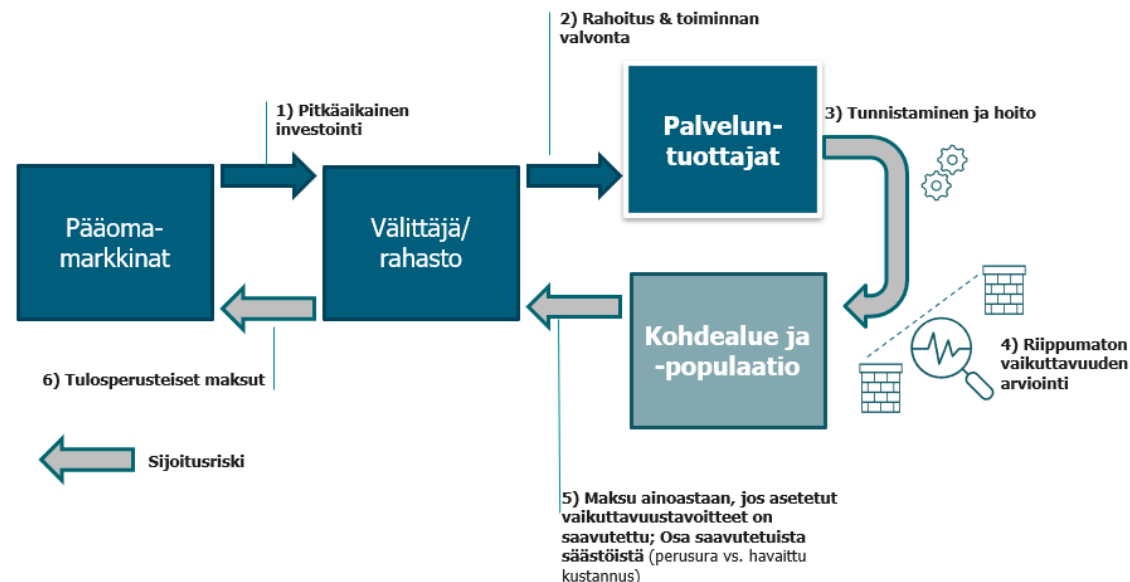 2) Rahoitus & toiminnan
valvonta
1) Pitkäaikainen
investointi
Palvelun-
tuottajat
3) Tunnistaminen ja hoito
Pääoma-
markkinat
Välittäjä/
rahasto
Kohdealue ja
-populaatio
4) Riippumaton
vaikuttavuuden
arviointi
6) Tulosperusteiset maksut
Sijoitusriski
5) Maksu ainoastaan, jos asetetut
vaikuttavuustavoitteet on
saavutettu; Osa saavutetuista
säästöistä (perusura vs. havaittu
kustannus)